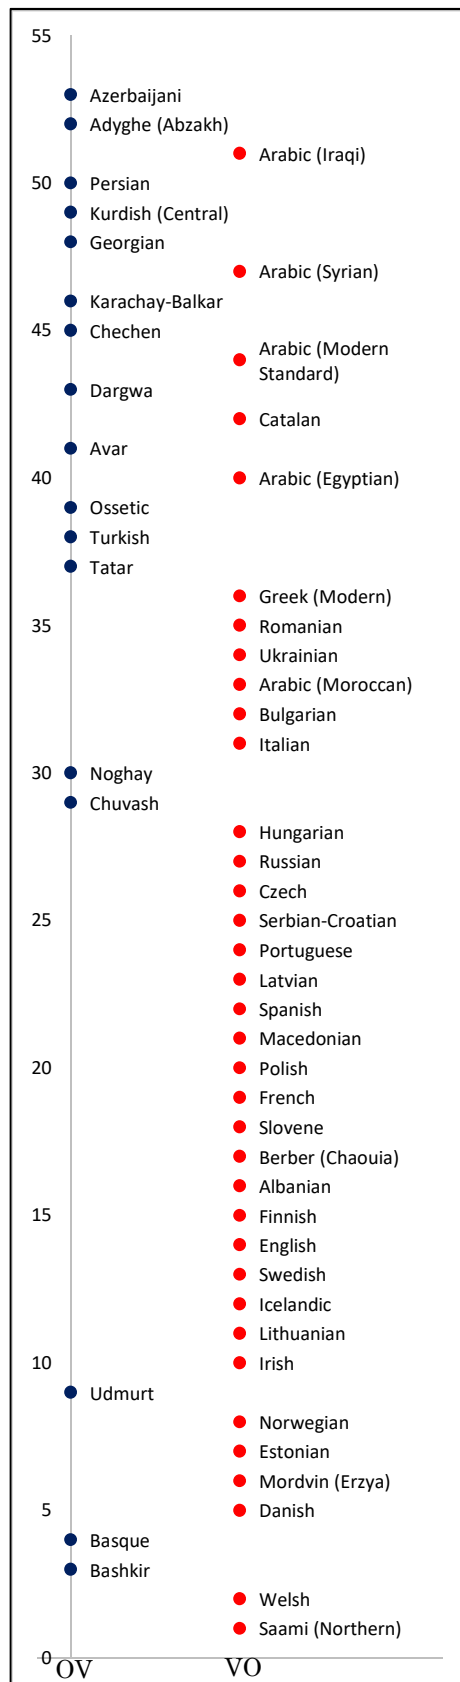 55
Azerbaijani
Adyghe (Abzakh)
Arabic (Iraqi)
50
Persian
Kurdish (Central)
Georgian
Arabic (Syrian)
Karachay-Balkar
45
Chechen
Arabic (Modern
Standard)
Dargwa
Catalan
Avar
40
Arabic (Egyptian)
Ossetic
Turkish
Tatar
Greek (Modern)
35
Romanian
Ukrainian
Arabic (Moroccan)
Bulgarian
Italian
30
Noghay
Chuvash
Hungarian
Russian
Czech
25
Serbian-Croatian
Portuguese
Latvian
Spanish
Macedonian
20
Polish
French
Slovene
Berber (Chaouia)
Albanian
15
Finnish
English
Swedish
Icelandic
Lithuanian
10
Irish
Udmurt
Norwegian
Estonian
Mordvin (Erzya)
5
Danish
Basque
Bashkir
Welsh
Saami (Northern)
0
OV VO